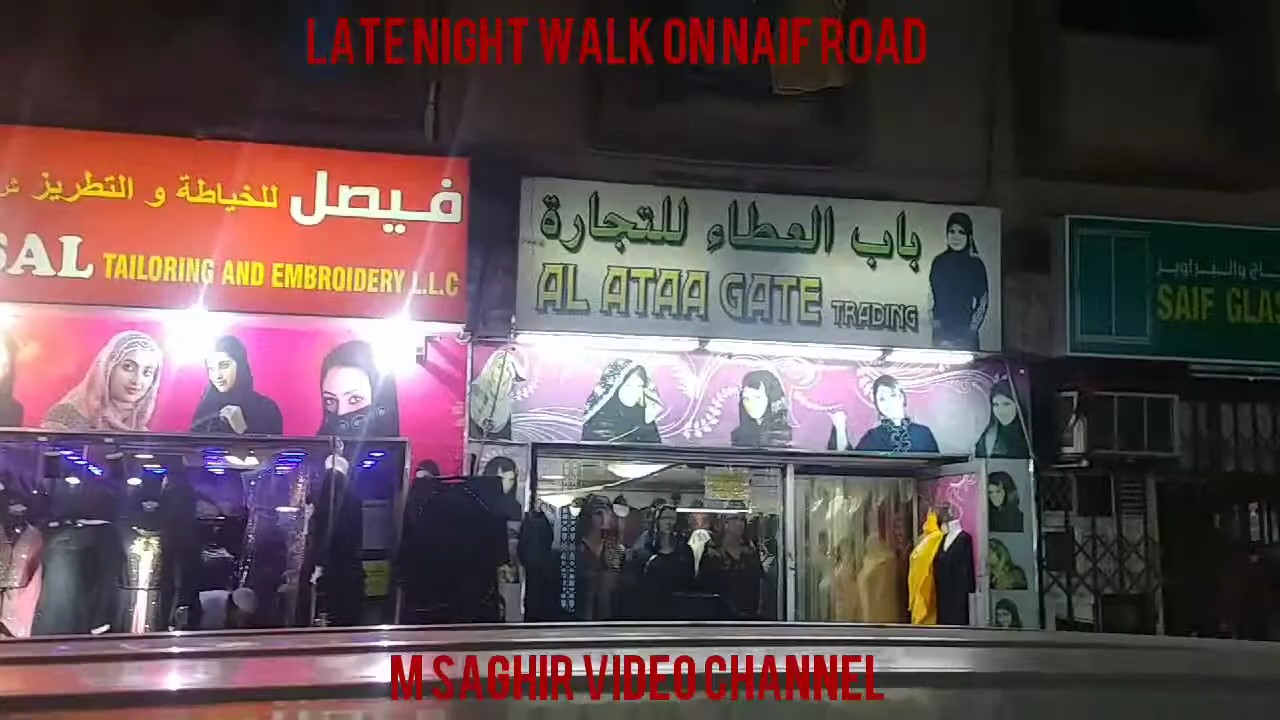 LATE NIGHT WALK ON NAIF ROAD
فيصل للخياطة و التطريز
SAL TAILORING AND EMBROIDERY L.L.C
باب العطاء للتجارة
AL ATAA GATE TRADING
والبراويز
SAIF GLAS
M SAGHIR VIDEO CHANNEL